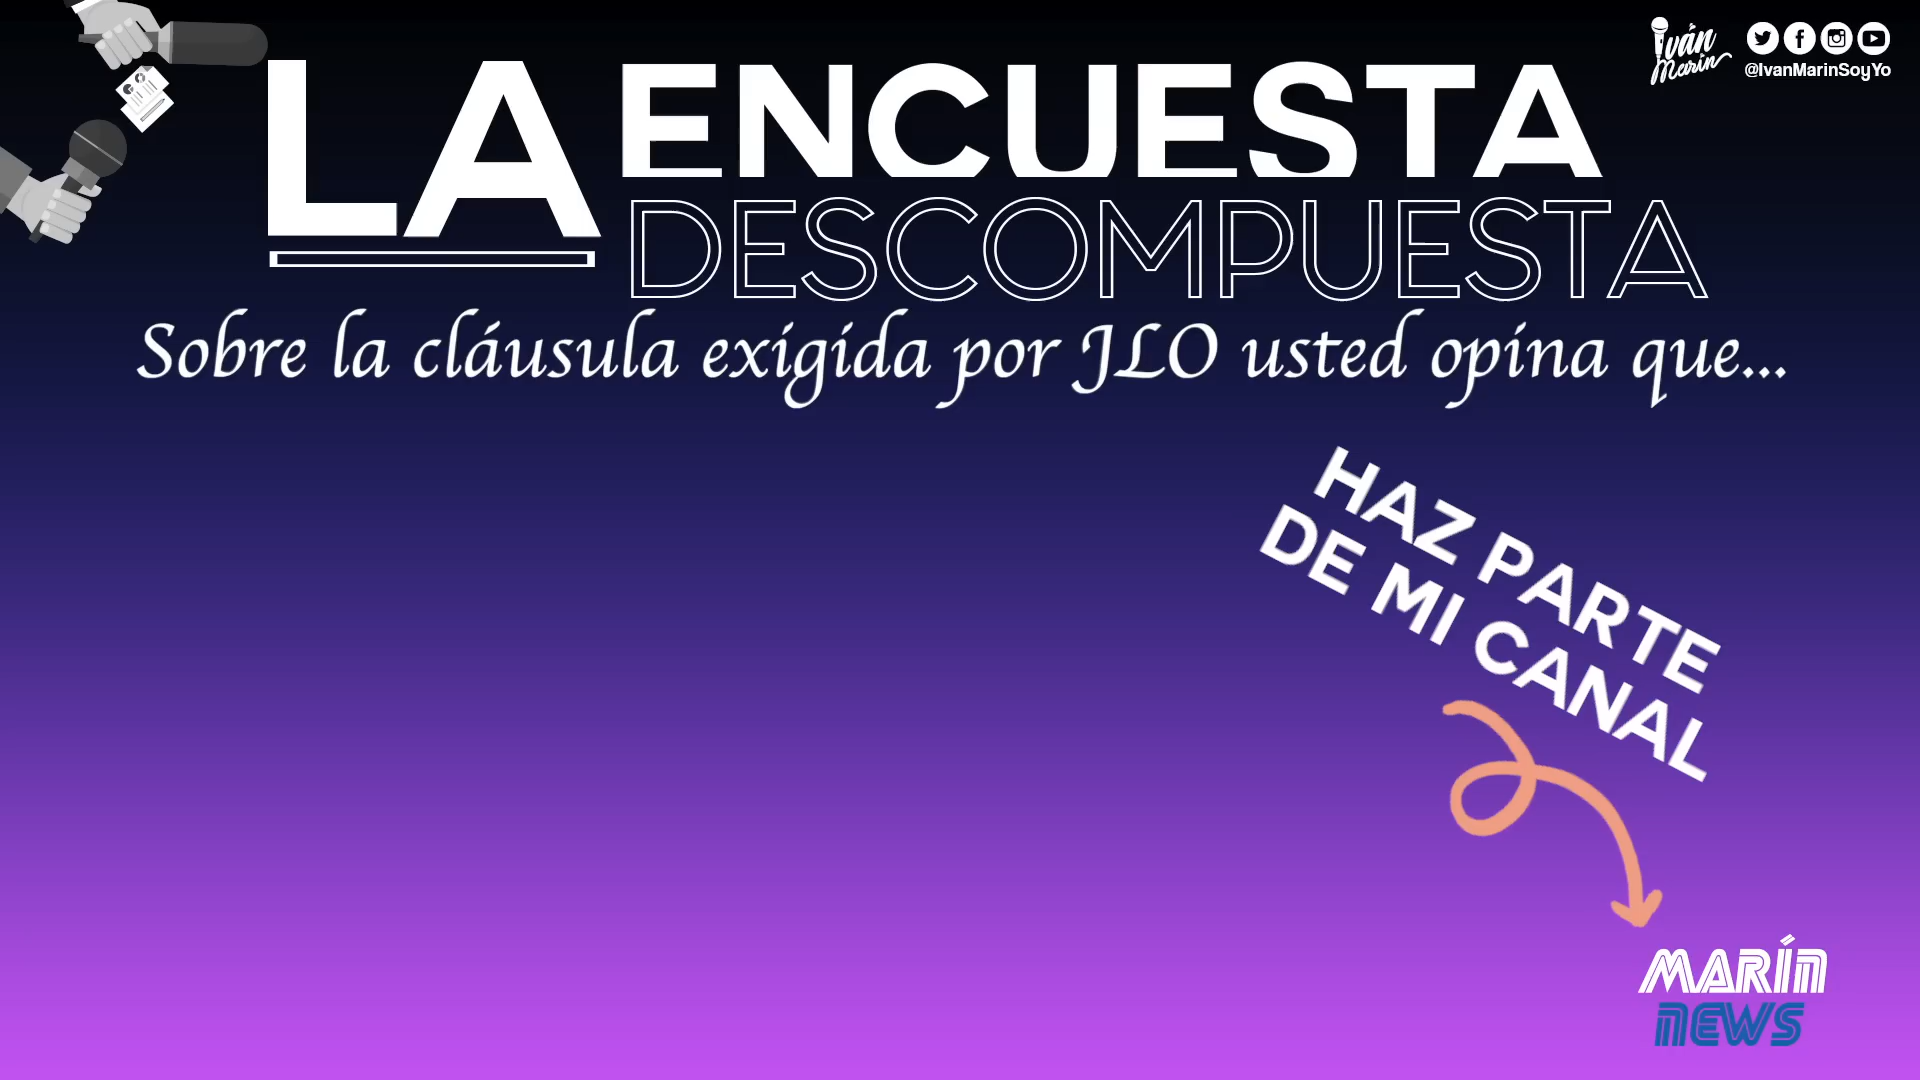 LA ENCUESTA
DESCOMPUESTA
Iván
Marín
@IvanMarinSoyYo
Sobre la cláusula exigida por JLO usted opina que...
HAZ PARTE
DE MI CANAL
MARÍN
NEWS